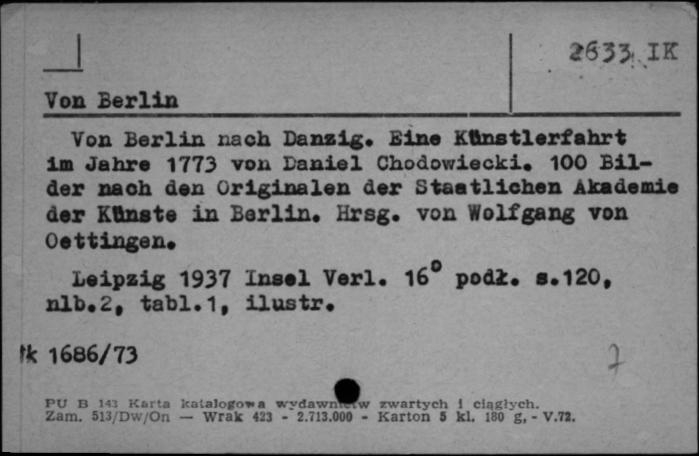 2633 IK
Von Berlin
Von Berlin nach Danzig. Eine Künstlerfahrt
im Jahre 1773 von Daniel Chodowiecki. 100 Bil-
der nach den Originalen der Staatlichen Akademie
der Künste in Berlin. Hrsg. von Wolfgang von
Oettingen.
Leipzig 1937 Insel Verl. 16° podł. s.120,
nlb.2, tabl.1, ilustr.
tk 1686/73
7
PU B 143 Karta katalogowa wydawnictw zwartych i ciągłych.
Zam. 513/Dw/On — Wrak 423 - 2.713.000 - Karton 5 kl. 180 g, - V.72.